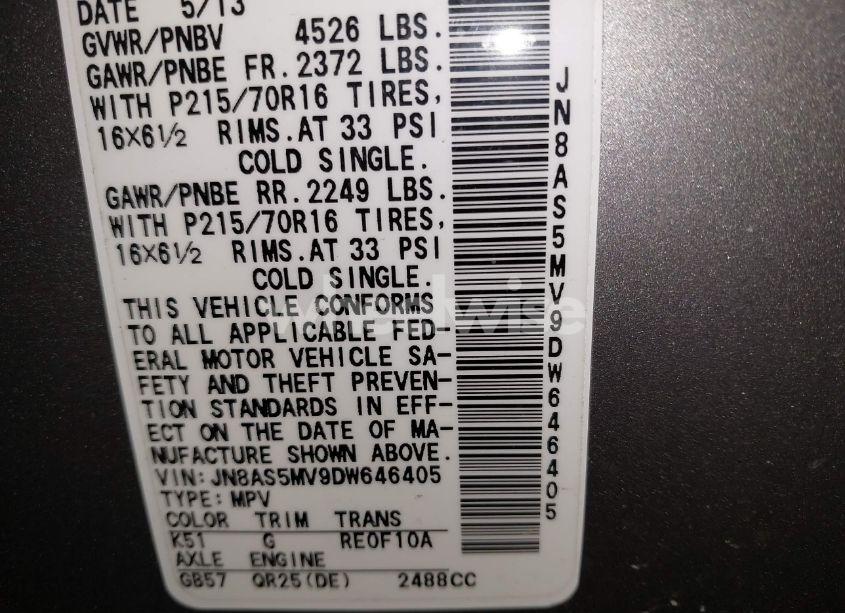 DATE 5/13
GVWR/PNBV 4526 LBS.
GAWR/PNBE FR.2372 LBS.
WITH P215/70R16 TIRES,
16X6½ RIMS.AT 33 PSI
COLD SINGLE.
GAWR/PNBE RR.2249 LBS.
WITH P215/70R16 TIRES,
16X6½ RIMS.AT 33 PSI
COLD SINGLE.
THIS VEHICLE CONFORMS
TO ALL APPLICABLE FED-
ERAL MOTOR VEHICLE SA-
FETY AND THEFT PREVEN-
TION STANDARDS IN EFF-
ECT ON THE DATE OF MA-
NUFACTURE SHOWN ABOVE.
VIN: JN8AS5MV9DW646405
TYPE: MPV
COLOR TRIM TRANS
K51 G RE0F10A
AXLE ENGINE
GB57 QR25(DE) 2488CC
JN8AS5MV9DW646405